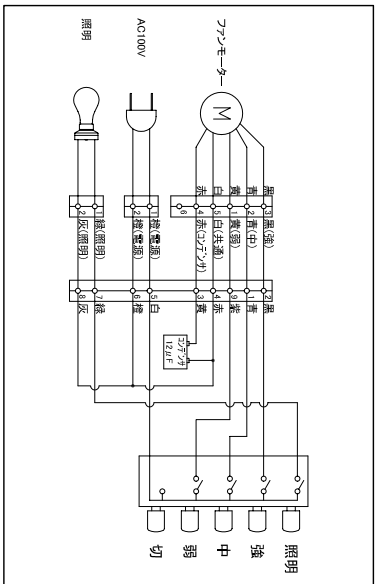 ファンモーター
M
黒
青
黄
白
赤
3 黒(強)
2 青(中)
1 黄(弱)
5 白(共通)
4 赤(コンデンサ)
6
AC100V
1 橙(電源)
2 橙(電源)
照明
1 緑(照明)
2 灰(照明)
2 黒
1 青
9 紫
4 赤
3 黄
5 白
6 橙
7 緑
8 灰
コンデンサ
12μF
照明
強
中
弱
切